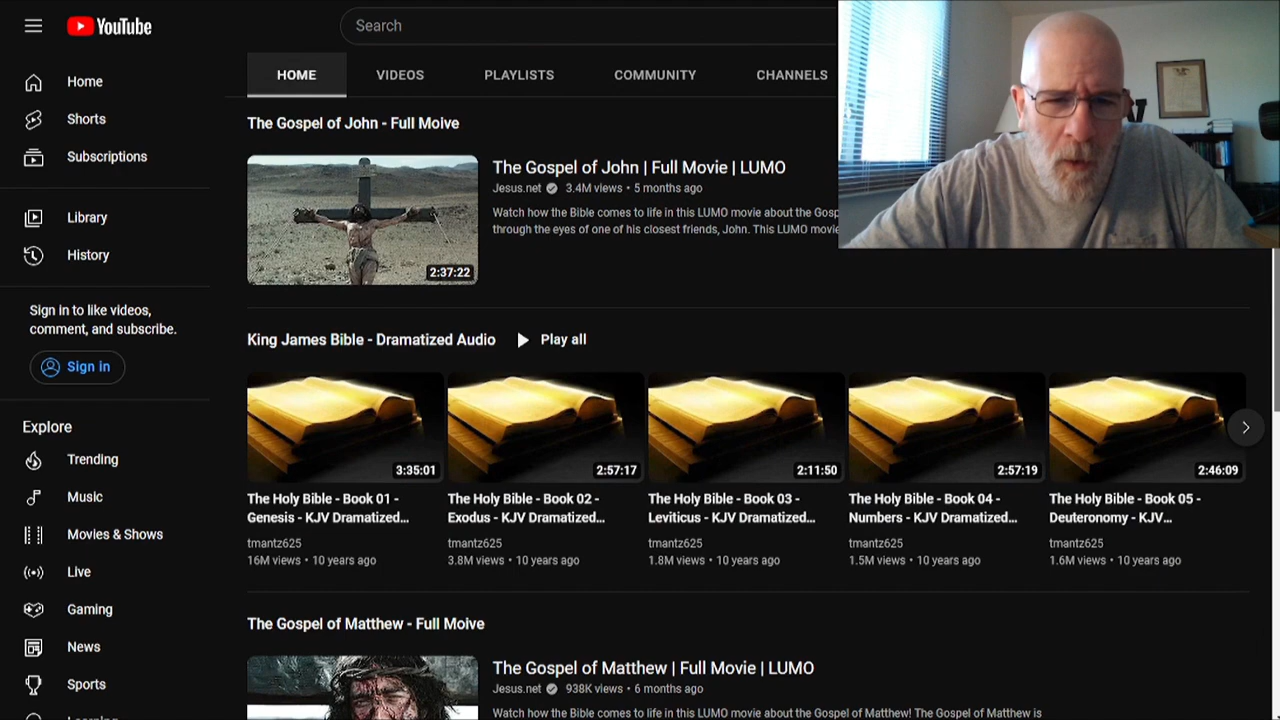 YouTube
Search
HOME
VIDEOS
PLAYLISTS
COMMUNITY
CHANNELS
Home
Shorts
Subscriptions
Library
History
Sign in to like videos,
comment, and subscribe.
Sign in
Explore
Trending
Music
Movies & Shows
Live
Gaming
News
Sports
The Gospel of John - Full Moive
2:37:22
The Gospel of John | Full Movie | LUMO
Jesus.net 3.4M views • 5 months ago
Watch how the Bible comes to life in this LUMO movie about the Gosp
through the eyes of one of his closest friends, John. This LUMO movie
King James Bible - Dramatized Audio
Play all
3:35:01
The Holy Bible - Book 01 -
Genesis - KJV Dramatized...
tmantz625
16M views • 10 years ago
2:57:17
The Holy Bible - Book 02 -
Exodus - KJV Dramatized...
tmantz625
3.8M views • 10 years ago
2:11:50
The Holy Bible - Book 03 -
Leviticus - KJV Dramatized...
tmantz625
1.8M views • 10 years ago
2:57:19
The Holy Bible - Book 04 -
Numbers - KJV Dramatized...
tmantz625
1.5M views • 10 years ago
2:46:09
The Holy Bible - Book 05 -
Deuteronomy - KJV...
tmantz625
1.6M views • 10 years ago
The Gospel of Matthew - Full Moive
The Gospel of Matthew | Full Movie | LUMO
Jesus.net 938K views • 6 months ago
Watch how the Bible comes to life in this LUMO movie about the Gospel of Matthew! The Gospel of Matthew is